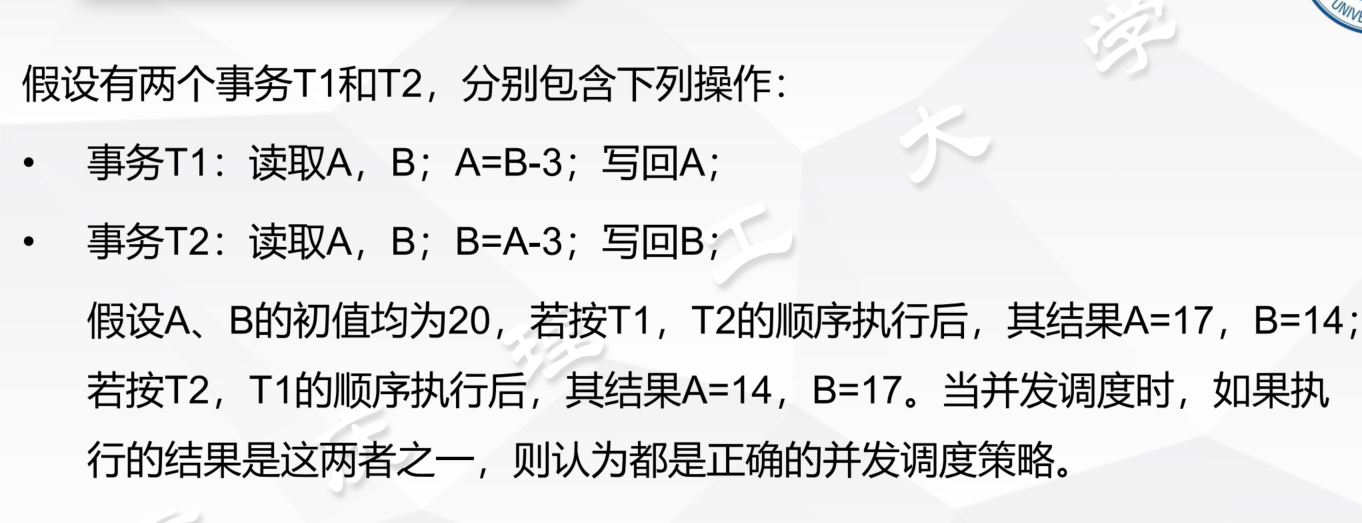 假设有两个事务T1和T2，分别包含下列操作：
• 事务T1：读取A，B；A=B-3；写回A；
• 事务T2：读取A，B；B=A-3；写回B；
假设A、B的初值均为20，若按T1，T2的顺序执行后，其结果A=17，B=14；
若按T2，T1的顺序执行后，其结果A=14，B=17。当并发调度时，如果执
行的结果是这两者之一，则认为都是正确的并发调度策略。
理工大学